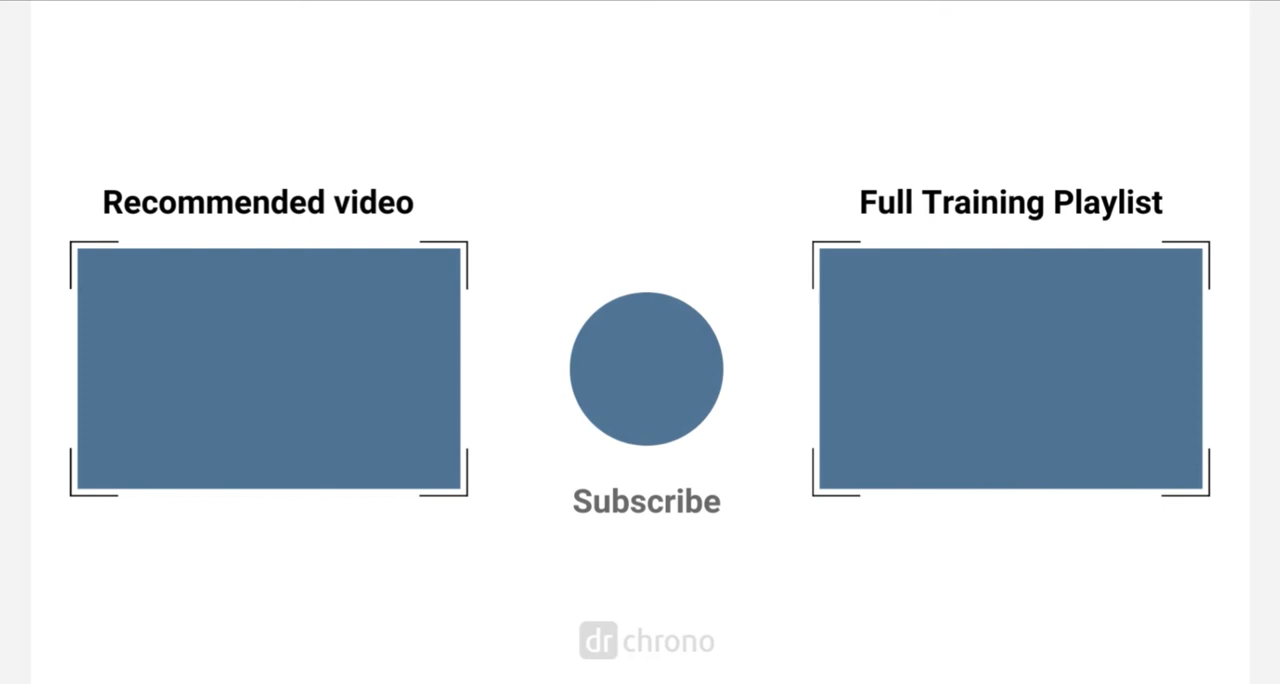 Recommended video
Full Training Playlist
Subscribe
dr chrono